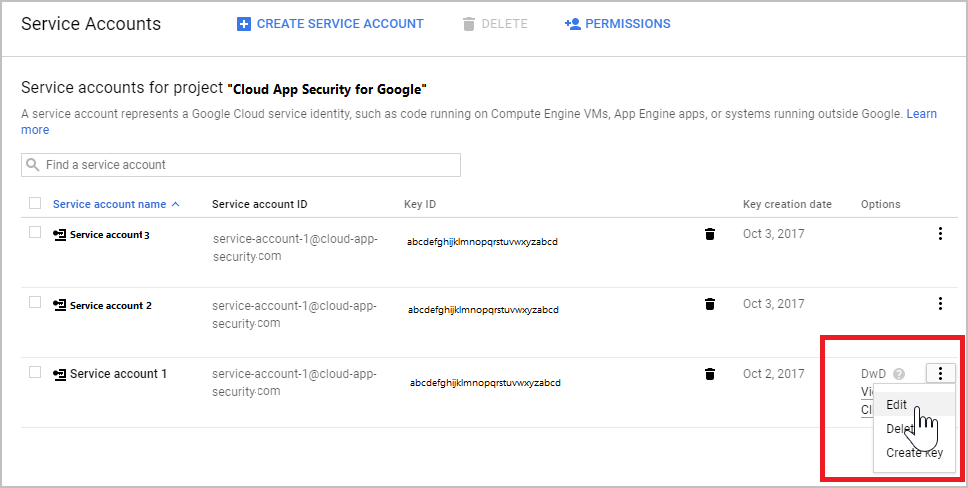 Service Accounts CREATE SERVICE ACCOUNT DELETE PERMISSIONS
Service accounts for project "Cloud App Security for Google"
A service account represents a Google Cloud service identity, such as code running on Compute Engine VMs, App Engine apps, or systems running outside Google. Learn
more
Find a service account
Service account name Service account ID Key ID Key creation date Options
Service account 3 service-account-1@cloud-app- abcdefghijklmnopqrstuvwxyzabcd Oct 3, 2017
security.com
Service account 2 service-account-1@cloud-app- abcdefghijklmnopqrstuvwxyzabcd Oct 3, 2017
security.com
Service account 1 service-account-1@cloud-app- abcdefghijklmnopqrstuvwxyzabcd Oct 2, 2017 DwD
security.com
Edit
Delet
Create key